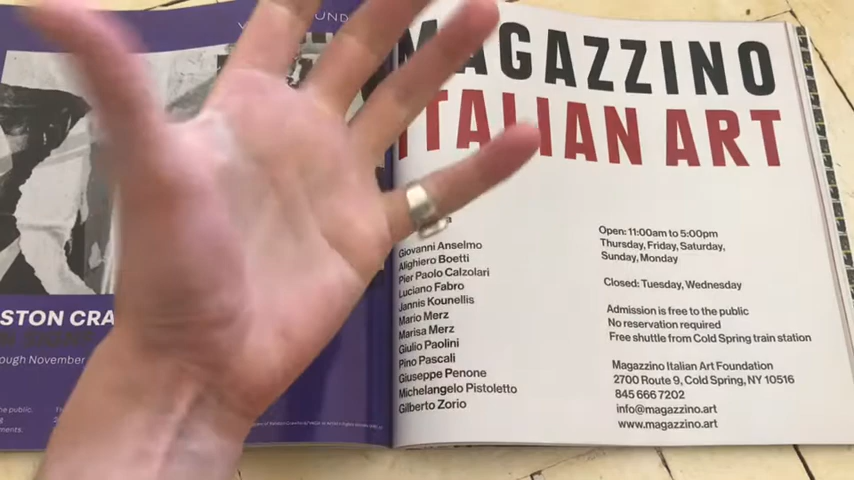 MAGAZZINO
ITALIAN ART
Giovanni Anselmo
Alighiero Boetti
Pier Paolo Calzolari
Luciano Fabro
Jannis Kounellis
Mario Merz
Marisa Merz
Giulio Paolini
Pino Pascali
Giuseppe Penone
Michelangelo Pistoletto
Gilberto Zorio
Open: 11:00am to 5:00pm
Thursday, Friday, Saturday,
Sunday, Monday
Closed: Tuesday, Wednesday
Admission is free to the public
No reservation required
Free shuttle from Cold Spring train station
Magazzino Italian Art Foundation
2700 Route 9, Cold Spring, NY 10516
845 666 7202
info@magazzino.art
www.magazzino.art
STON CRA
ough November
e public.
ments.